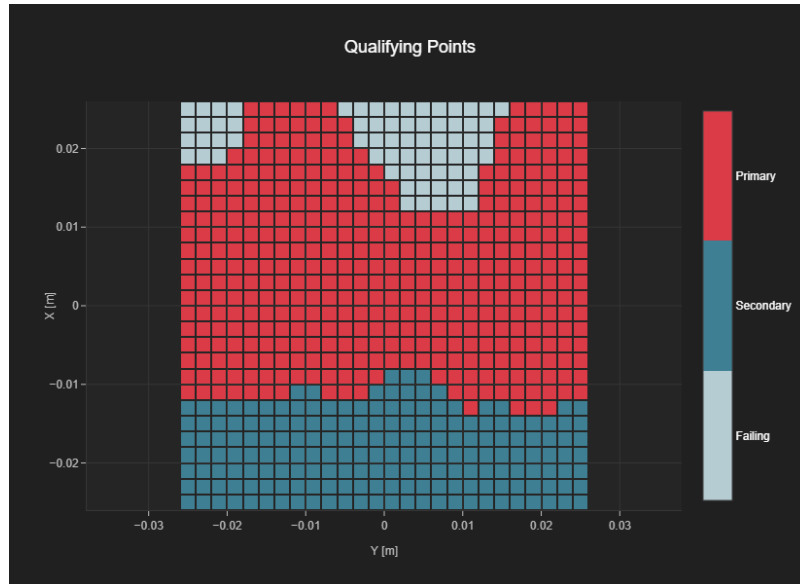 Qualifying Points
0.02
0.01
0
−0.01
−0.02
X [m]
−0.03
−0.02
−0.01
0
0.01
0.02
0.03
Y [m]
Primary
Secondary
Failing